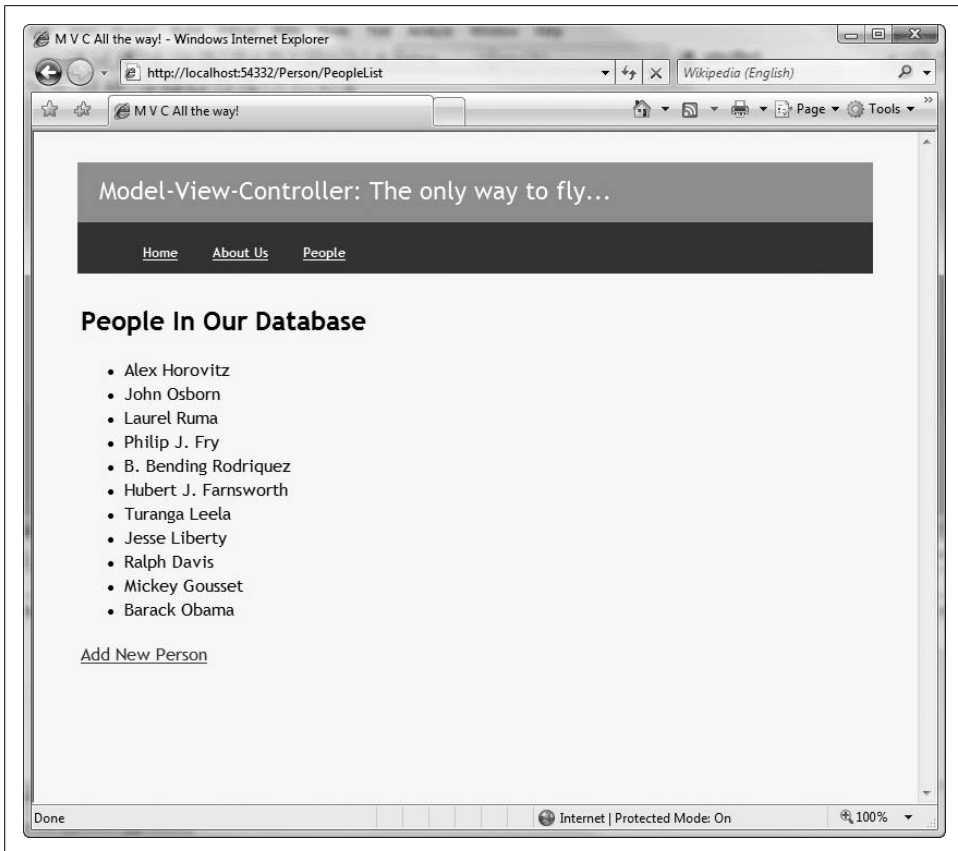 M V C All the way! - Windows Internet Explorer
http://localhost:54332/Person/PeopleList
Wikipedia (English)
M V C All the way!
Page
Tools
Model-View-Controller: The only way to fly...
Home About Us People
People In Our Database
• Alex Horovitz
• John Osborn
• Laurel Ruma
• Philip J. Fry
• B. Bending Rodriquez
• Hubert J. Farnsworth
• Turanga Leela
• Jesse Liberty
• Ralph Davis
• Mickey Gousset
• Barack Obama
Add New Person
Done
Internet | Protected Mode: On
100%